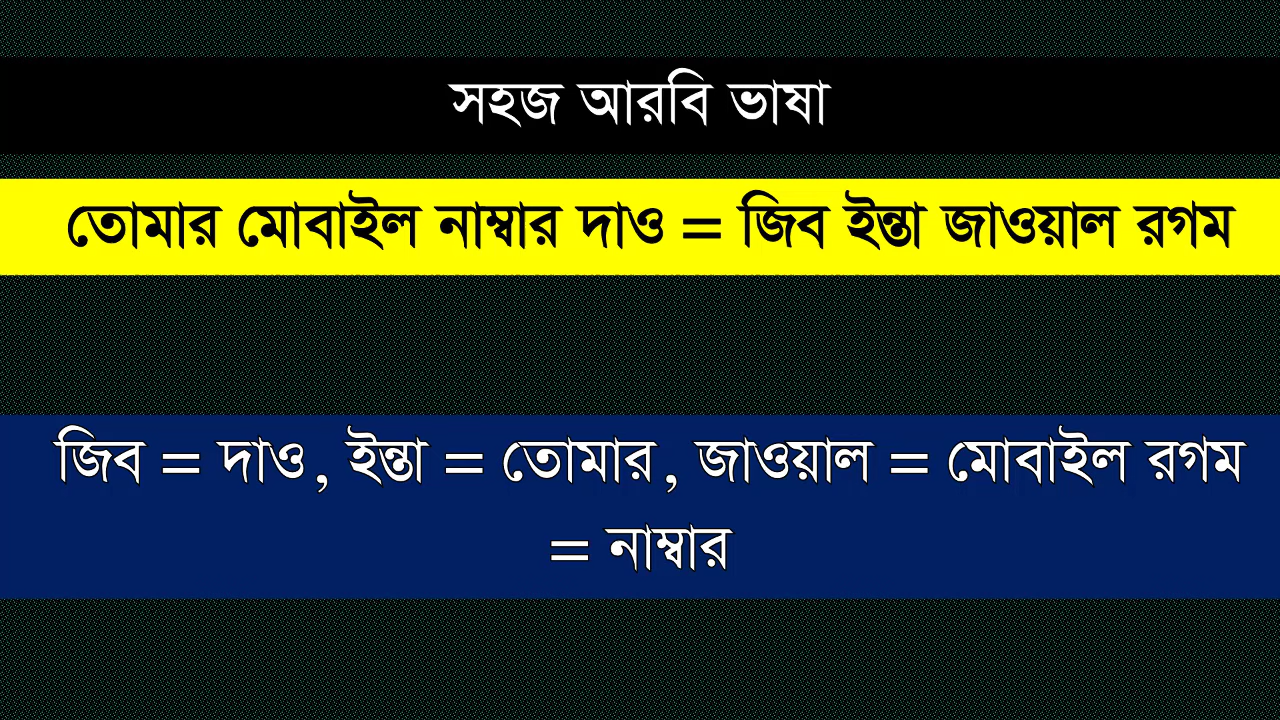 সহজ আরবি ভাষা
তোমার মোবাইল নাম্বার দাও = জিব ইন্তা জাওয়াল রগম
জিব = দাও, ইন্তা = তোমার, জাওয়াল = মোবাইল রগম
= নাম্বার